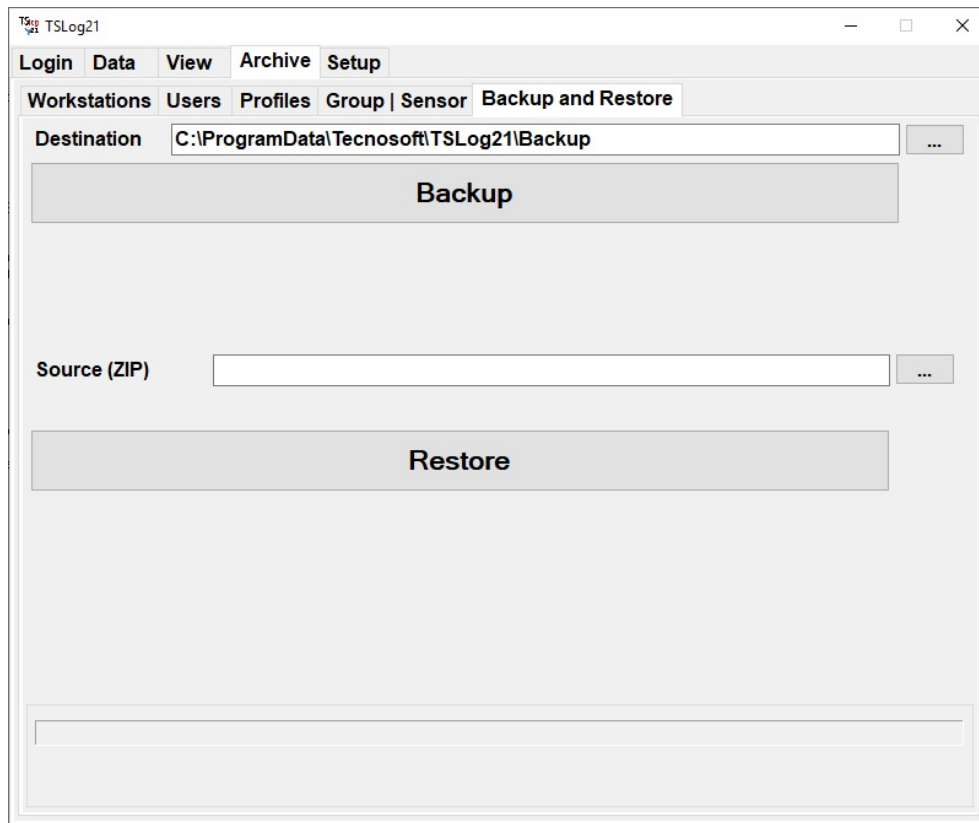 TSLog21
Login Data View Archive Setup
Workstations Users Profiles Group | Sensor Backup and Restore
Destination C:\ProgramData\Tecnosoft\TSLog21\Backup ...
Backup
Source (ZIP) ...
Restore